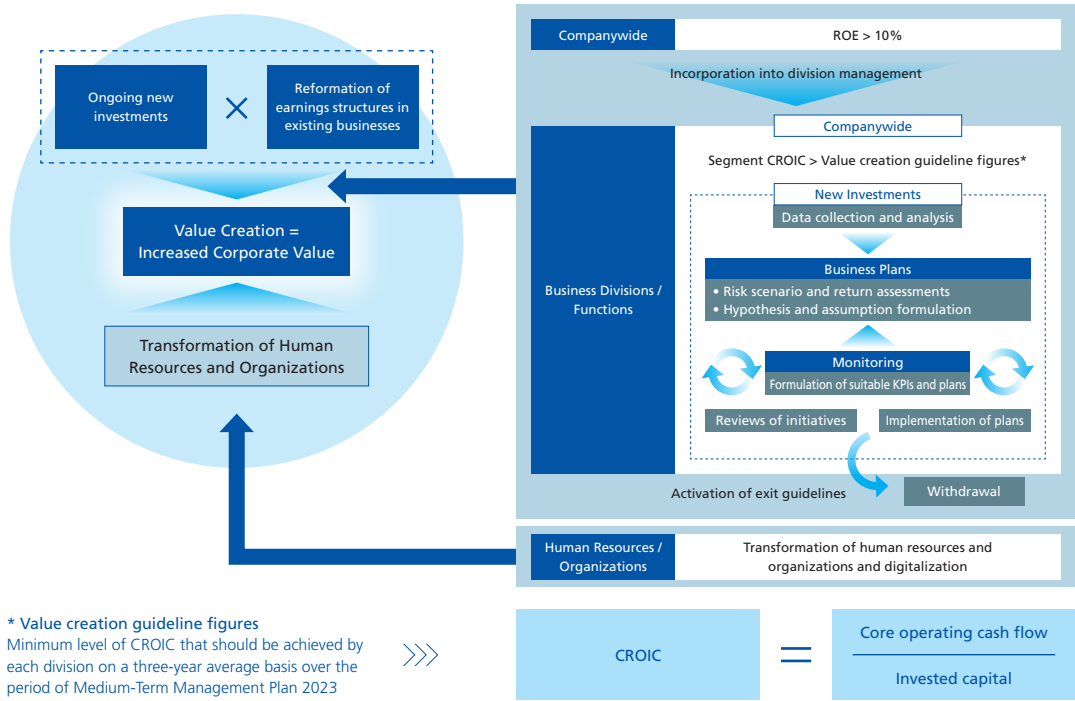 Ongoing new
investments
×
Reformation of
earnings structures in
existing businesses
Value Creation =
Increased Corporate Value
Transformation of Human
Resources and Organizations
Companywide
ROE > 10%
Incorporation into division management
Business Divisions /
Functions
Companywide
Segment CROIC > Value creation guideline figures*
New Investments
Data collection and analysis
Business Plans
• Risk scenario and return assessments
• Hypothesis and assumption formulation
Monitoring
Formulation of suitable KPIs and plans
Reviews of initiatives
Implementation of plans
Activation of exit guidelines
Withdrawal
Human Resources /
Organizations
Transformation of human resources and
organizations and digitalization
* Value creation guideline figures
Minimum level of CROIC that should be achieved by
each division on a three-year average basis over the
period of Medium-Term Management Plan 2023
CROIC
=
Core operating cash flow
Invested capital